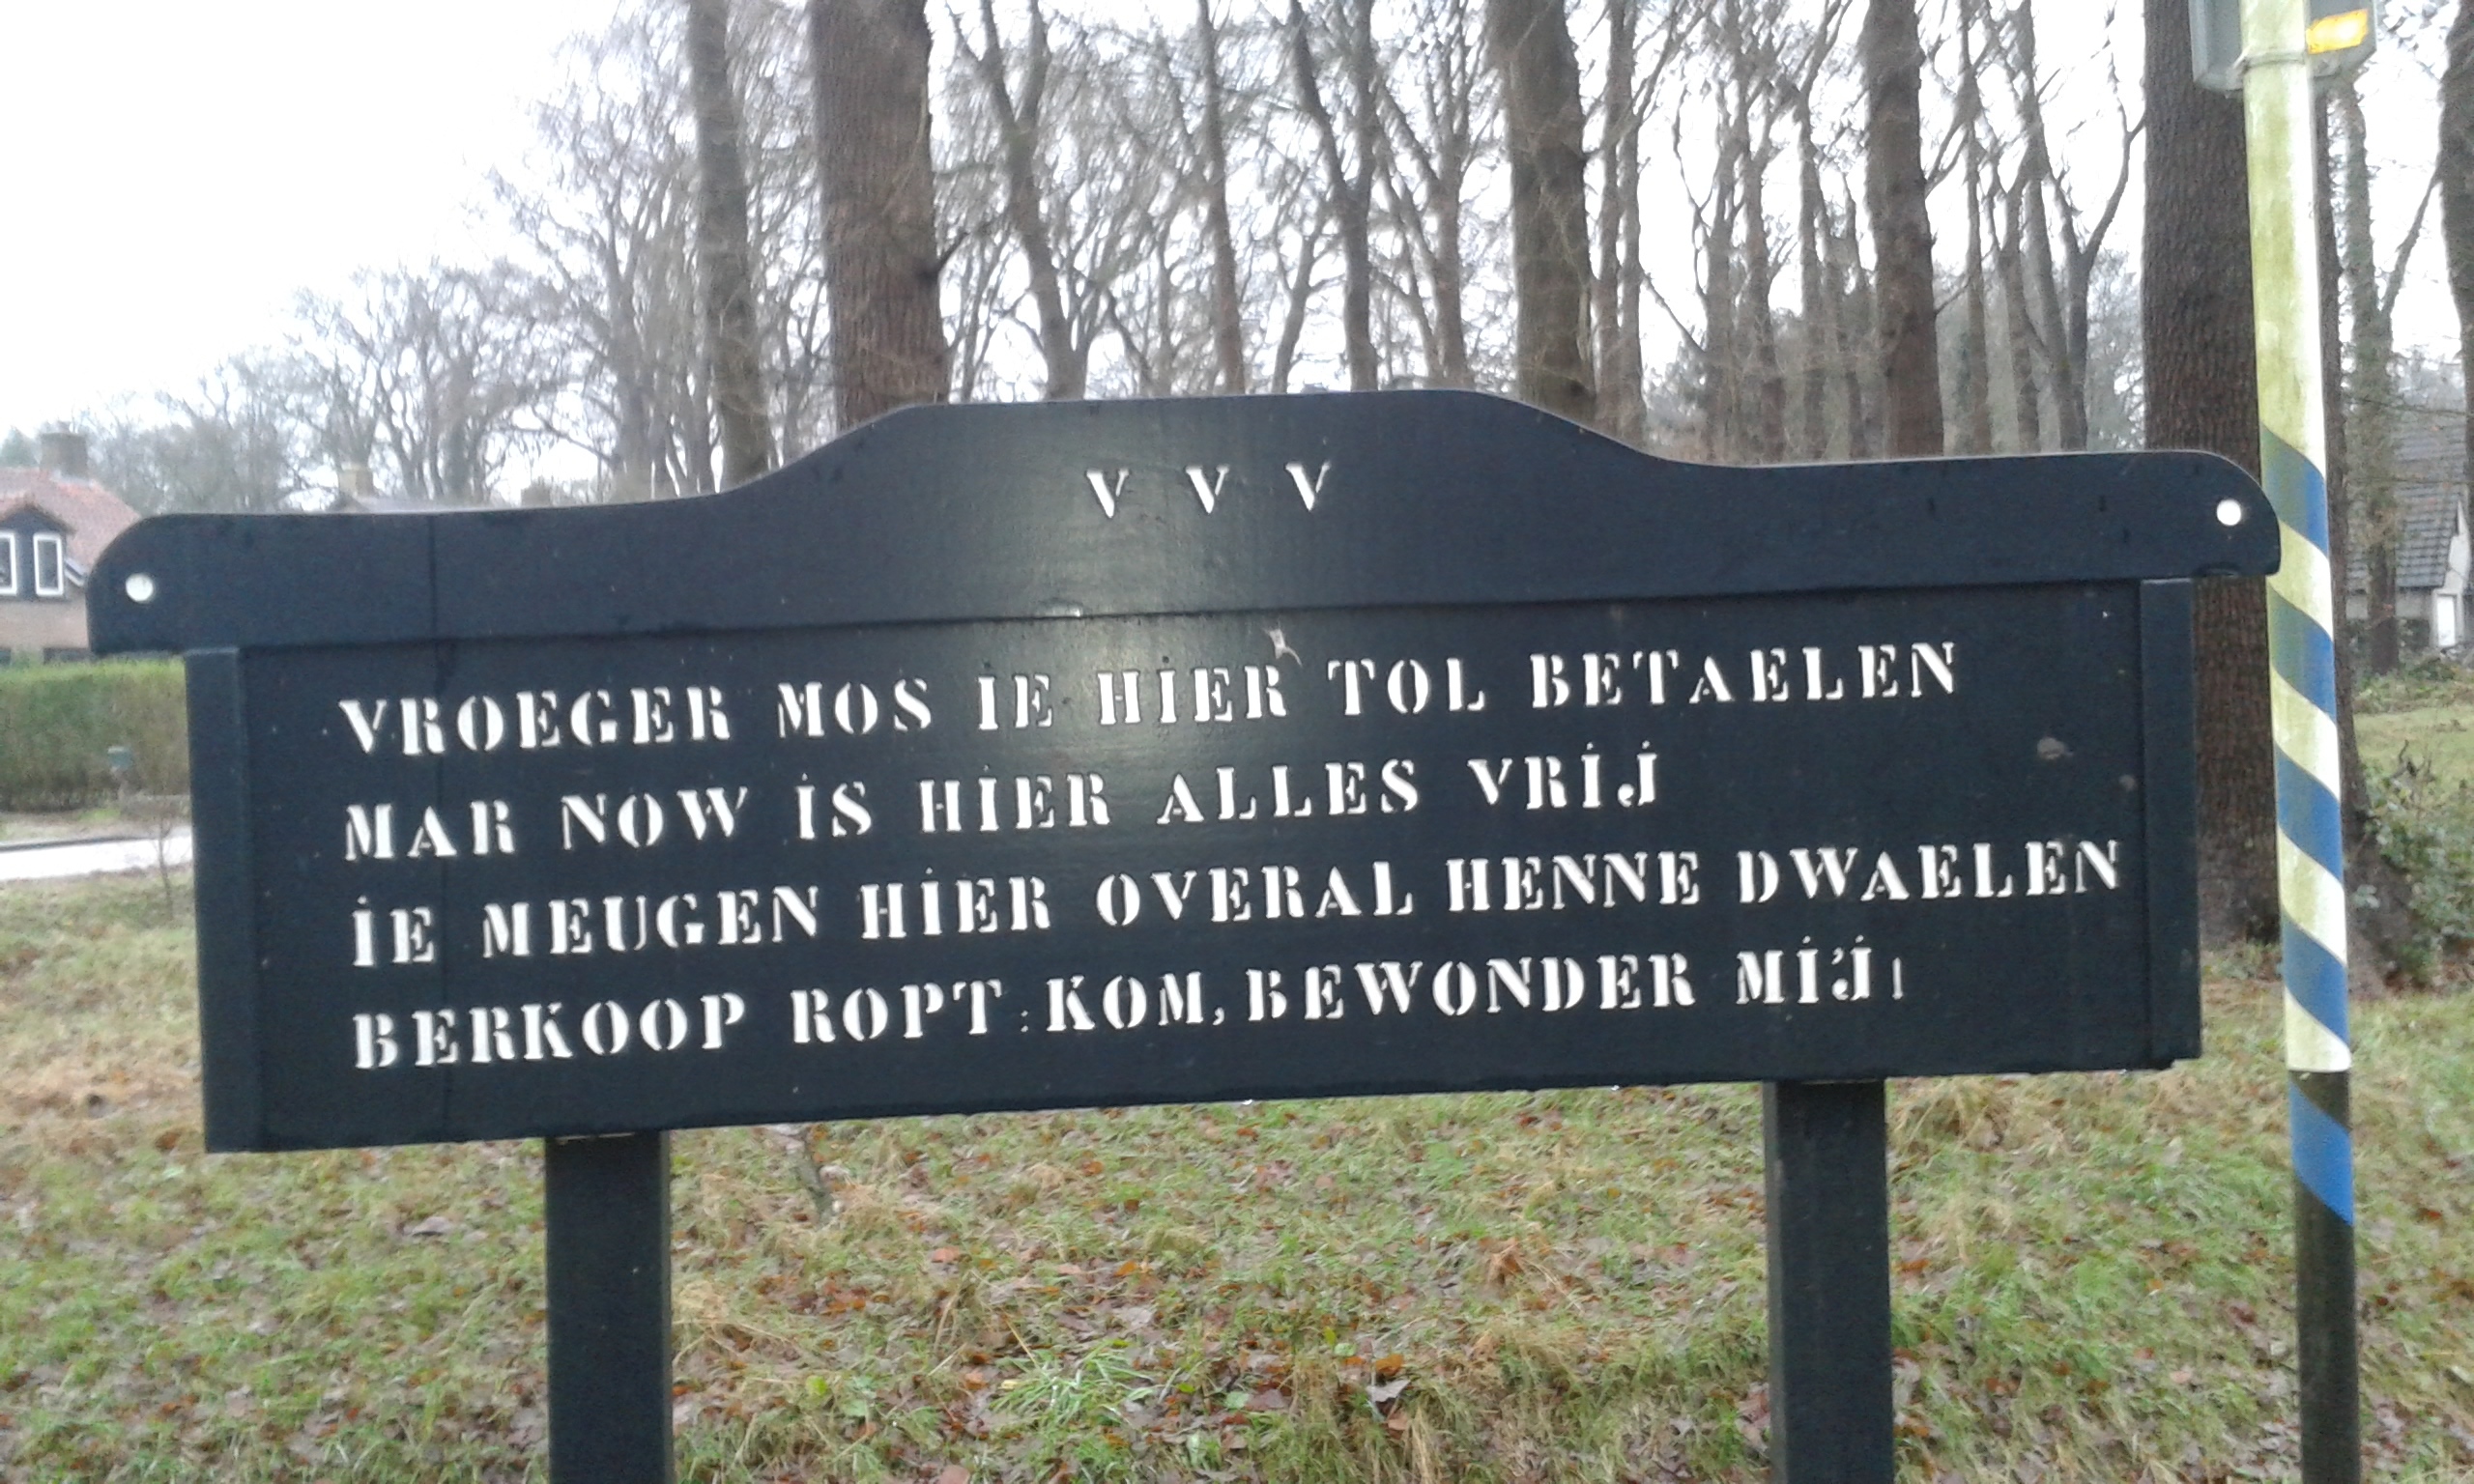 V V V
VROEGER MOS IE HIER TOL BETAELEN
MAR NOW IS HIER ALLES VRIJ
IE MEUGEN HIER OVERAL HENNE DWAELEN
BERKOOP ROPT: KOM, BEWONDER MIJ!